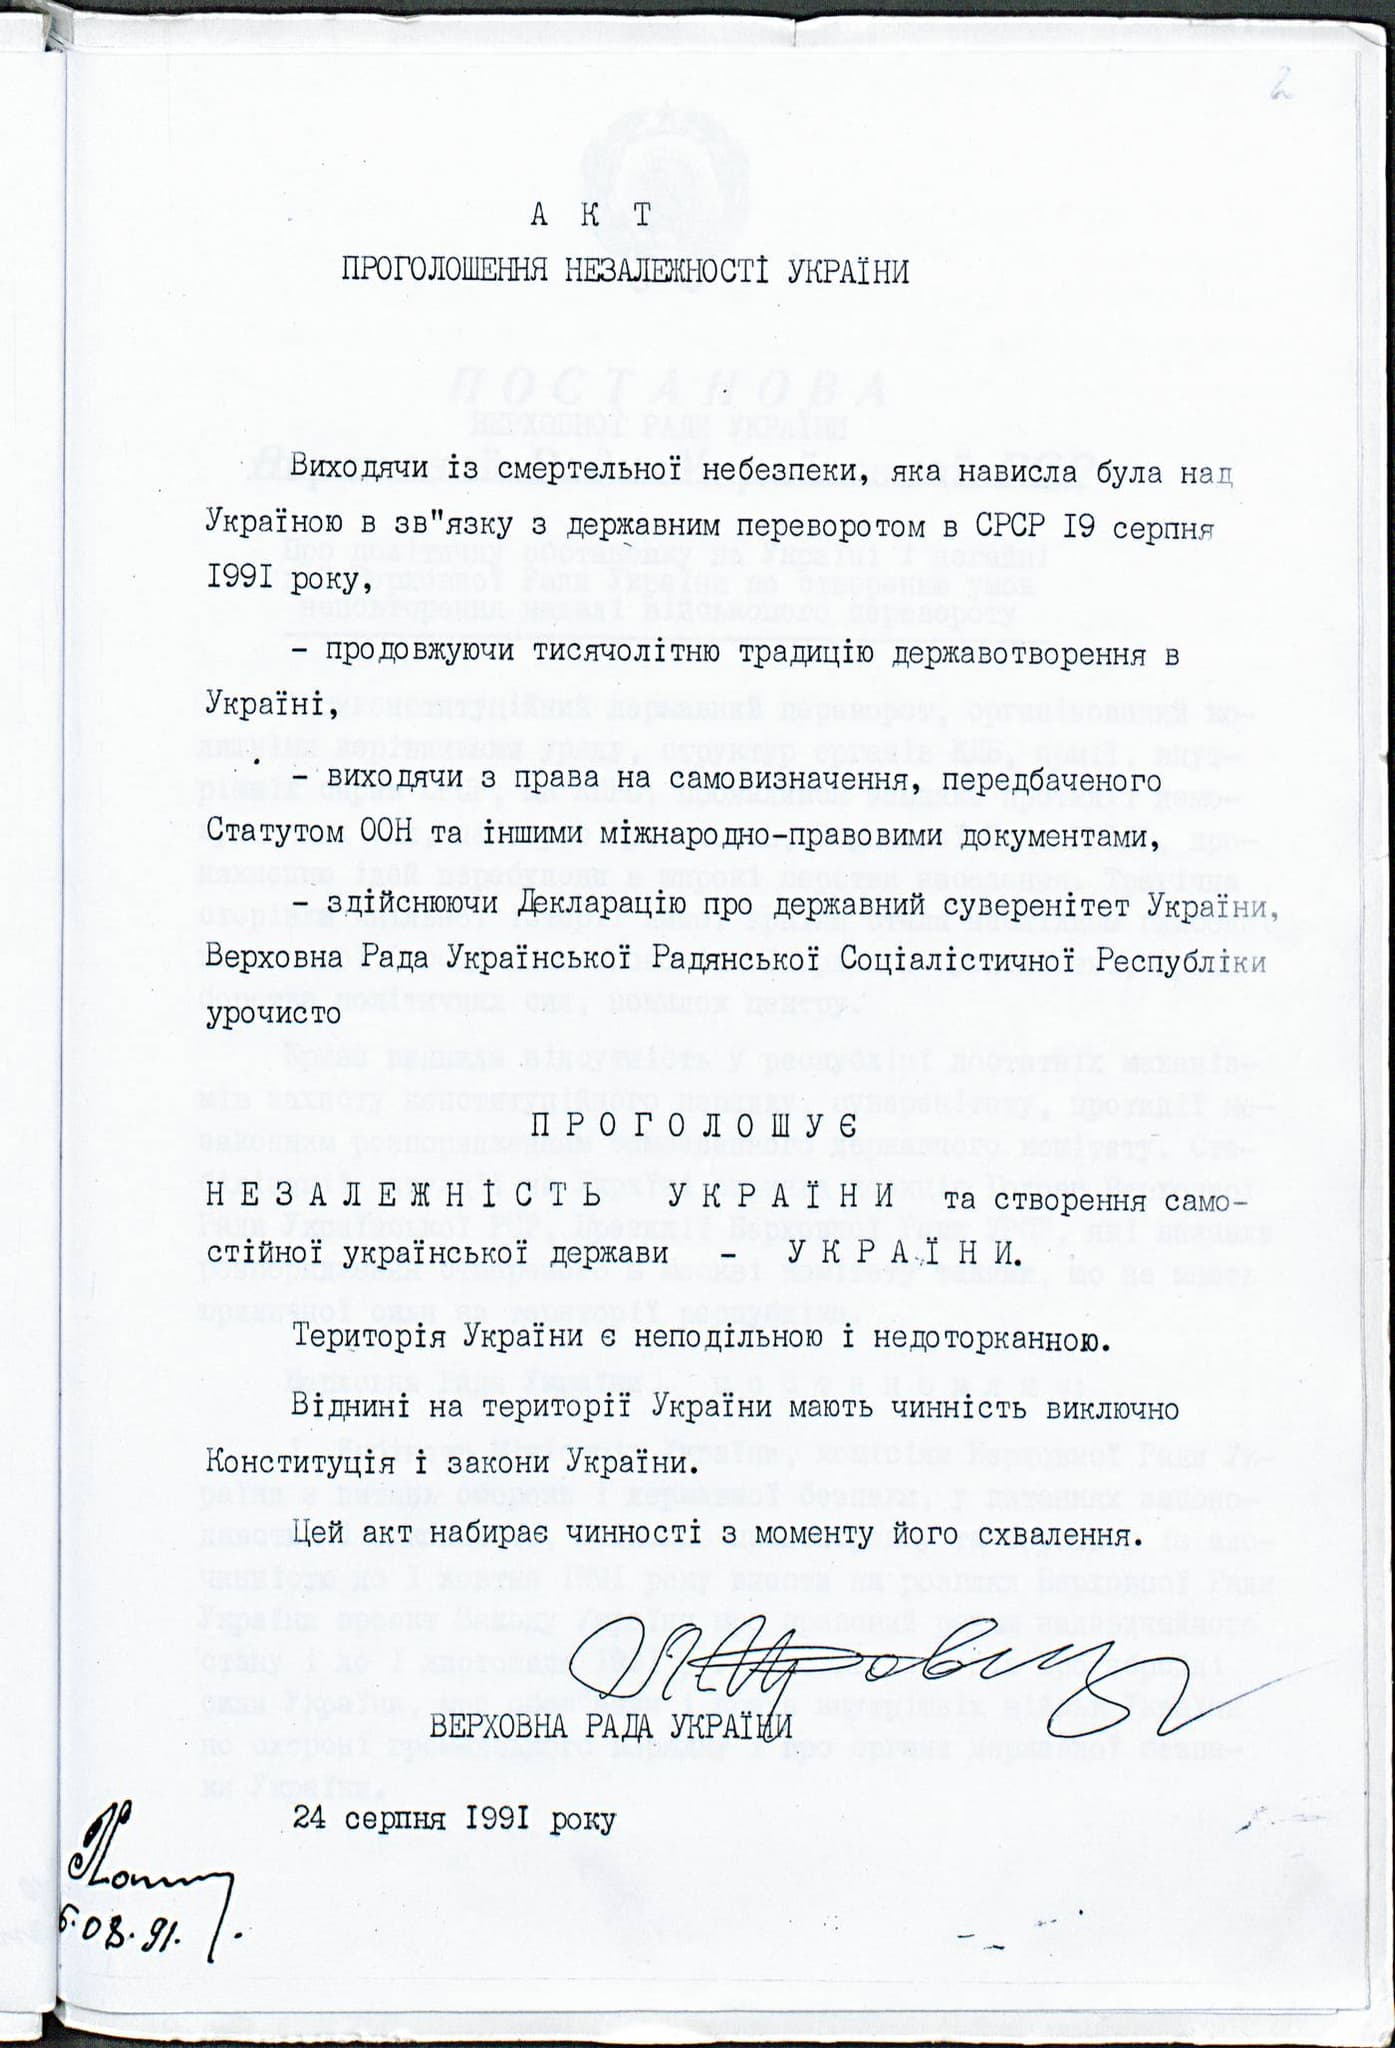 2
А К Т
ПРОГОЛОШЕННЯ НЕЗАЛЕЖНОСТІ УКРАЇНИ
Виходячи із смертельної небезпеки, яка нависла була над
Україною в зв"язку з державним переворотом в СРСР І9 серпня
І99І року,
- продовжуючи тисячолітню традицію державотворення в
Україні,
- виходячи з права на самовизначення, передбаченого
Статутом ООН та іншими міжнародно-правовими документами,
- здійснюючи Декларацію про державний суверенітет України,
Верховна Рада Української Радянської Соціалістичної Республіки
урочисто
П Р О Г О Л О Ш У Є
Н Е З А Л Е Ж Н І С Т Ь У К Р А Ї Н И та створення само-
стійної української держави - У К Р А Ї Н И.
Територія України є неподільною і недоторканною.
Віднині на території України мають чинність виключно
Конституція і закони України.
Цей акт набирає чинності з моменту його схвалення.
ВЕРХОВНА РАДА УКРАЇНИ
24 серпня І99І року
08.91.